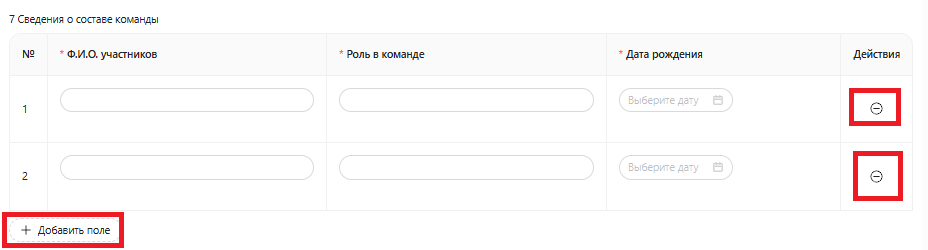 7 Сведения о составе команды
№ * Ф.И.О. участников * Роль в команде * Дата рождения Действия
1 Выберите дату
2 Выберите дату
+ Добавить поле